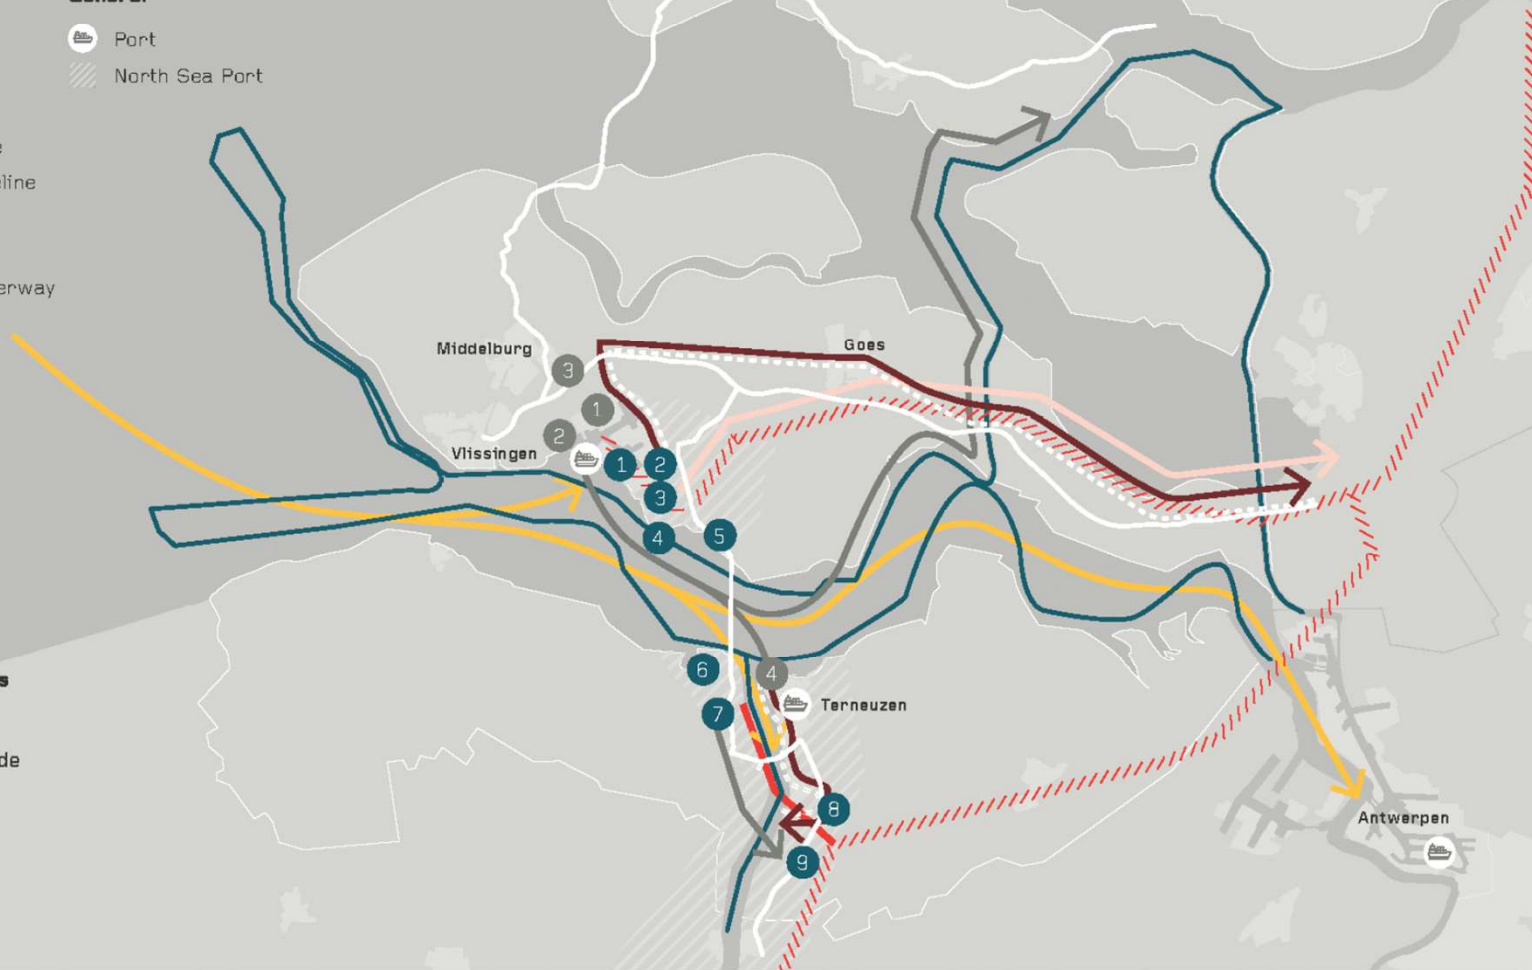 Port
North Sea Port
eline
erway
Middelburg
Goes
3
1
2
Vlissingen
1
2
3
4
5
6
4
7
Terneuzen
8
9
Antwerpen
s
de